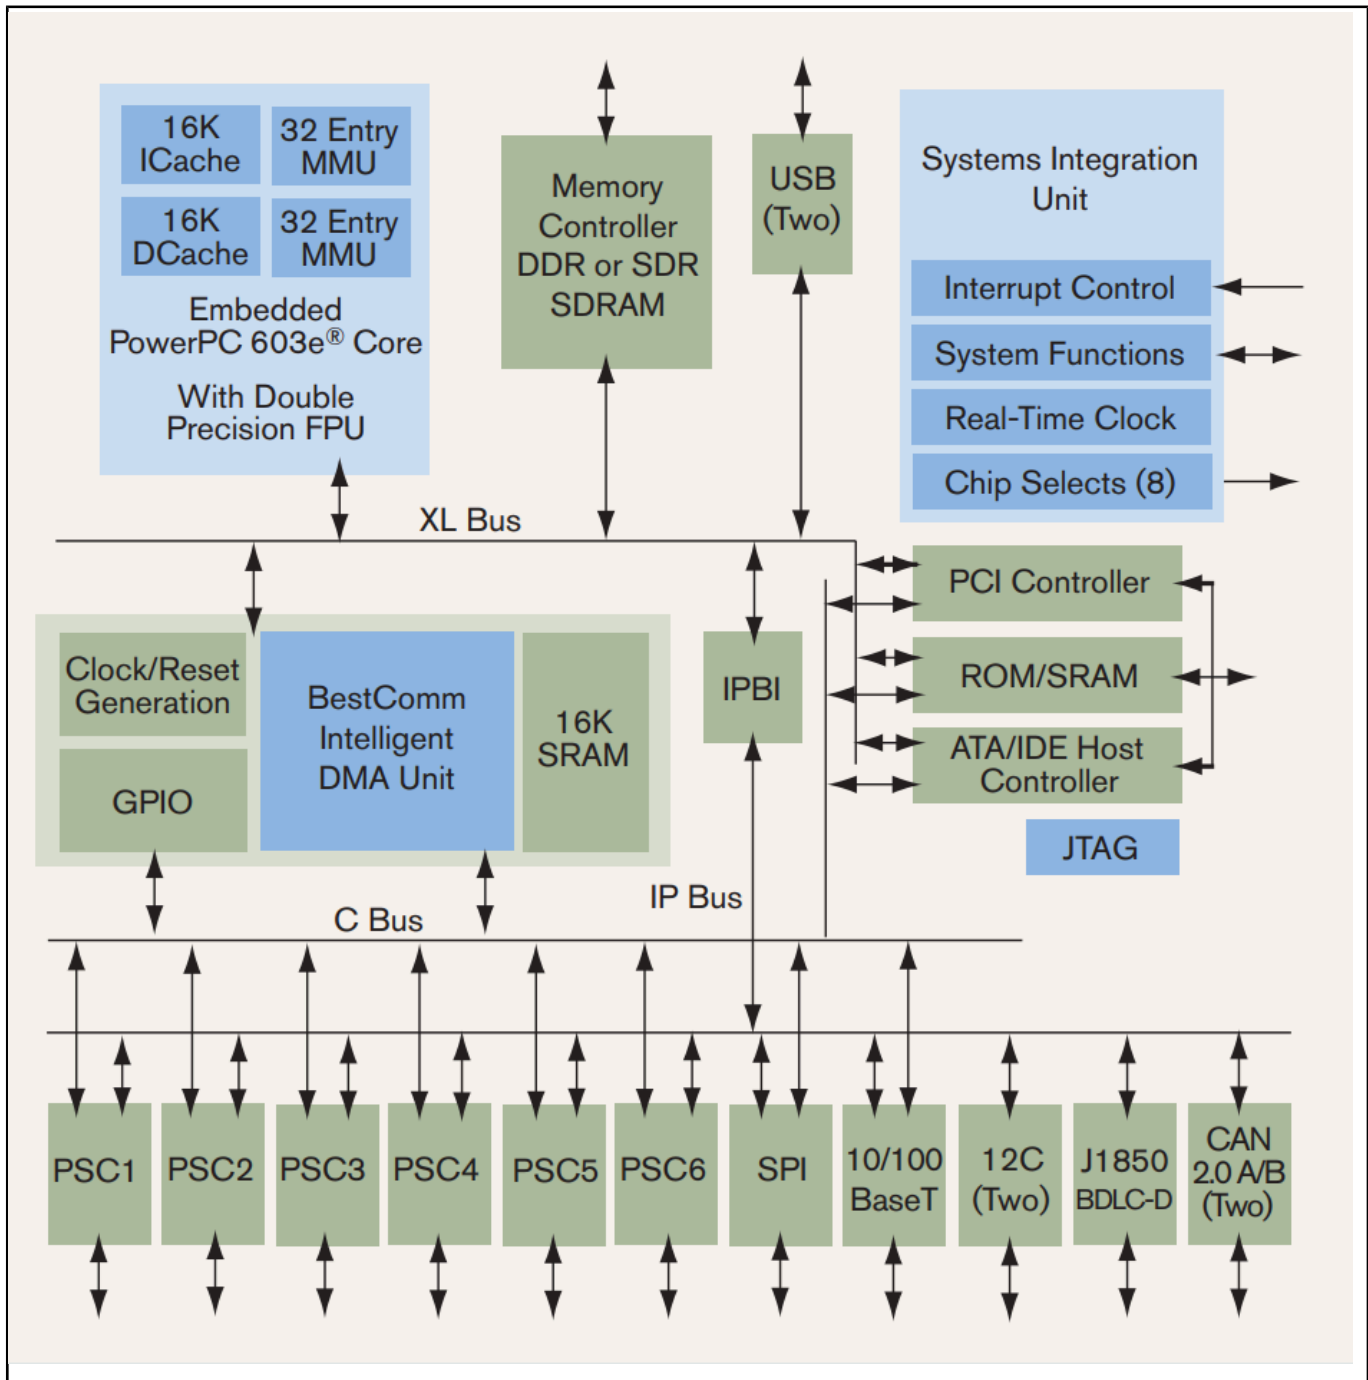 16K
ICache
32 Entry
MMU
16K
DCache
32 Entry
MMU
Embedded
PowerPC 603e® Core
With Double
Precision FPU
Memory
Controller
DDR or SDR
SDRAM
USB
(Two)
Systems Integration
Unit
Interrupt Control
System Functions
Real-Time Clock
Chip Selects (8)
XL Bus
PCI Controller
ROM/SRAM
ATA/IDE Host
Controller
JTAG
Clock/Reset
Generation
GPIO
BestComm
Intelligent
DMA Unit
16K
SRAM
IPBI
IP Bus
C Bus
PSC1
PSC2
PSC3
PSC4
PSC5
PSC6
SPI
10/100
BaseT
12C
(Two)
J1850
BDLC-D
CAN
2.0 A/B
(Two)